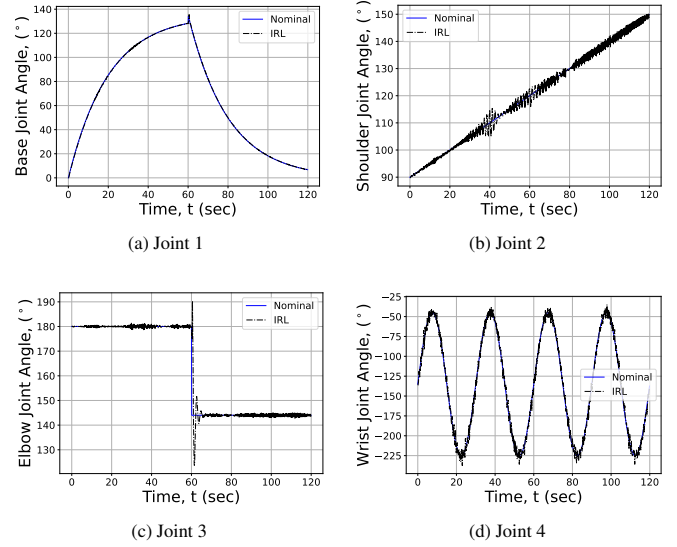 140
120
100
80
60
40
20
0
Base Joint Angle, (°)
Nominal
IRL
0 20 40 60 80 100 120
Time, t (sec)
(a) Joint 1
150
140
130
120
110
100
90
Shoulder Joint Angle, (°)
Nominal
IRL
0 20 40 60 80 100 120
Time, t (sec)
(b) Joint 2
190
180
170
160
150
140
130
Elbow Joint Angle, (°)
Nominal
IRL
0 20 40 60 80 100 120
Time, t (sec)
(c) Joint 3
−25
−50
−75
−100
−125
−150
−175
−200
−225
Wrist Joint Angle, (°)
Nominal
IRL
0 20 40 60 80 100 120
Time, t (sec)
(d) Joint 4